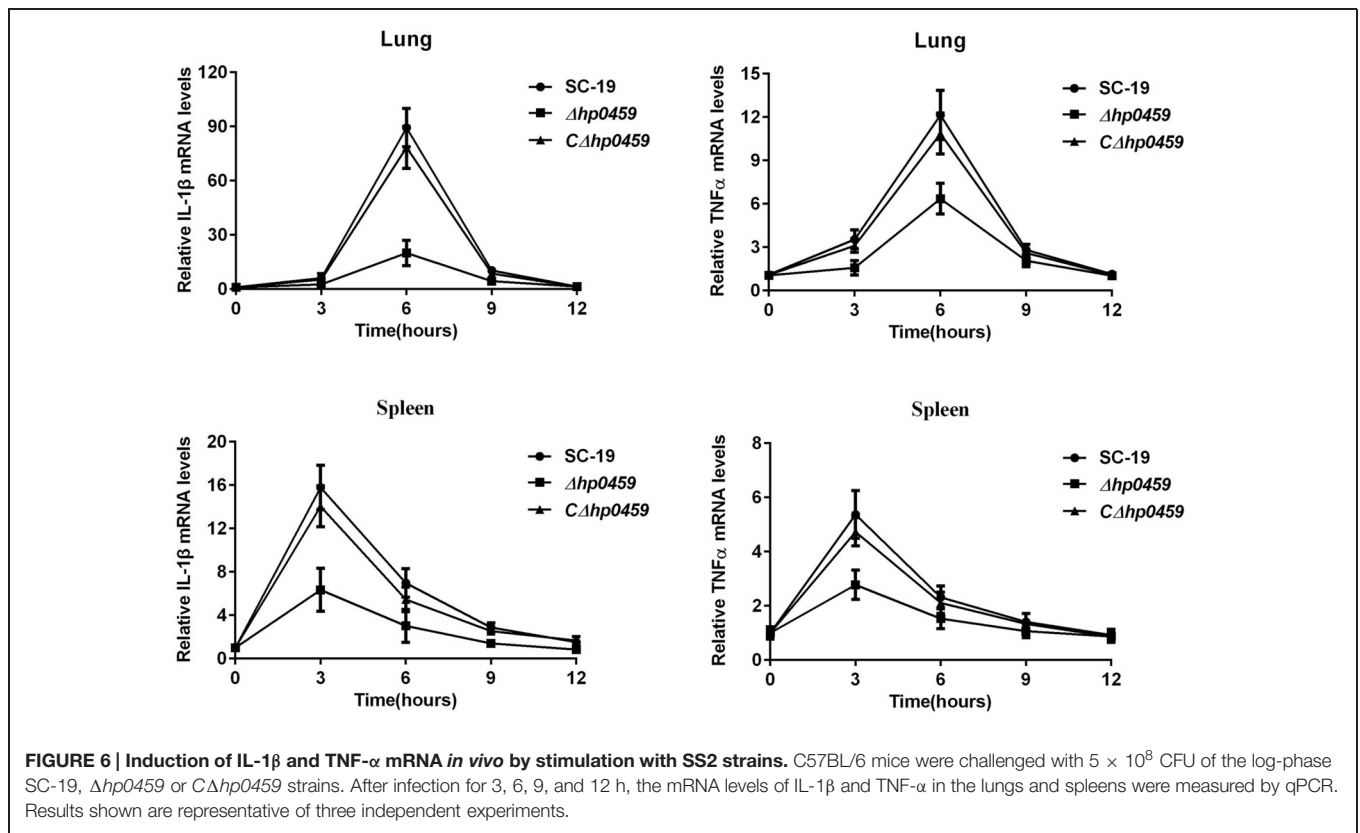 Lung
Relative IL-1β mRNA levels
120
90
60
30
0
0 3 6 9 12
Time(hours)
SC-19
Δhp0459
CΔhp0459
Lung
Relative TNFα mRNA levels
15
12
9
6
3
0
0 3 6 9 12
Time(hours)
SC-19
Δhp0459
CΔhp0459
Spleen
Relative IL-1β mRNA levels
20
16
12
8
4
0
0 3 6 9 12
Time(hours)
SC-19
Δhp0459
CΔhp0459
Spleen
Relative TNFα mRNA levels
8
6
4
2
0
0 3 6 9 12
Time(hours)
SC-19
Δhp0459
CΔhp0459
FIGURE 6 | Induction of IL-1β and TNF-α mRNA in vivo by stimulation with SS2 strains. C57BL/6 mice were challenged with 5 × 10⁸ CFU of the log-phase
SC-19, Δhp0459 or CΔhp0459 strains. After infection for 3, 6, 9, and 12 h, the mRNA levels of IL-1β and TNF-α in the lungs and spleens were measured by qPCR.
Results shown are representative of three independent experiments.